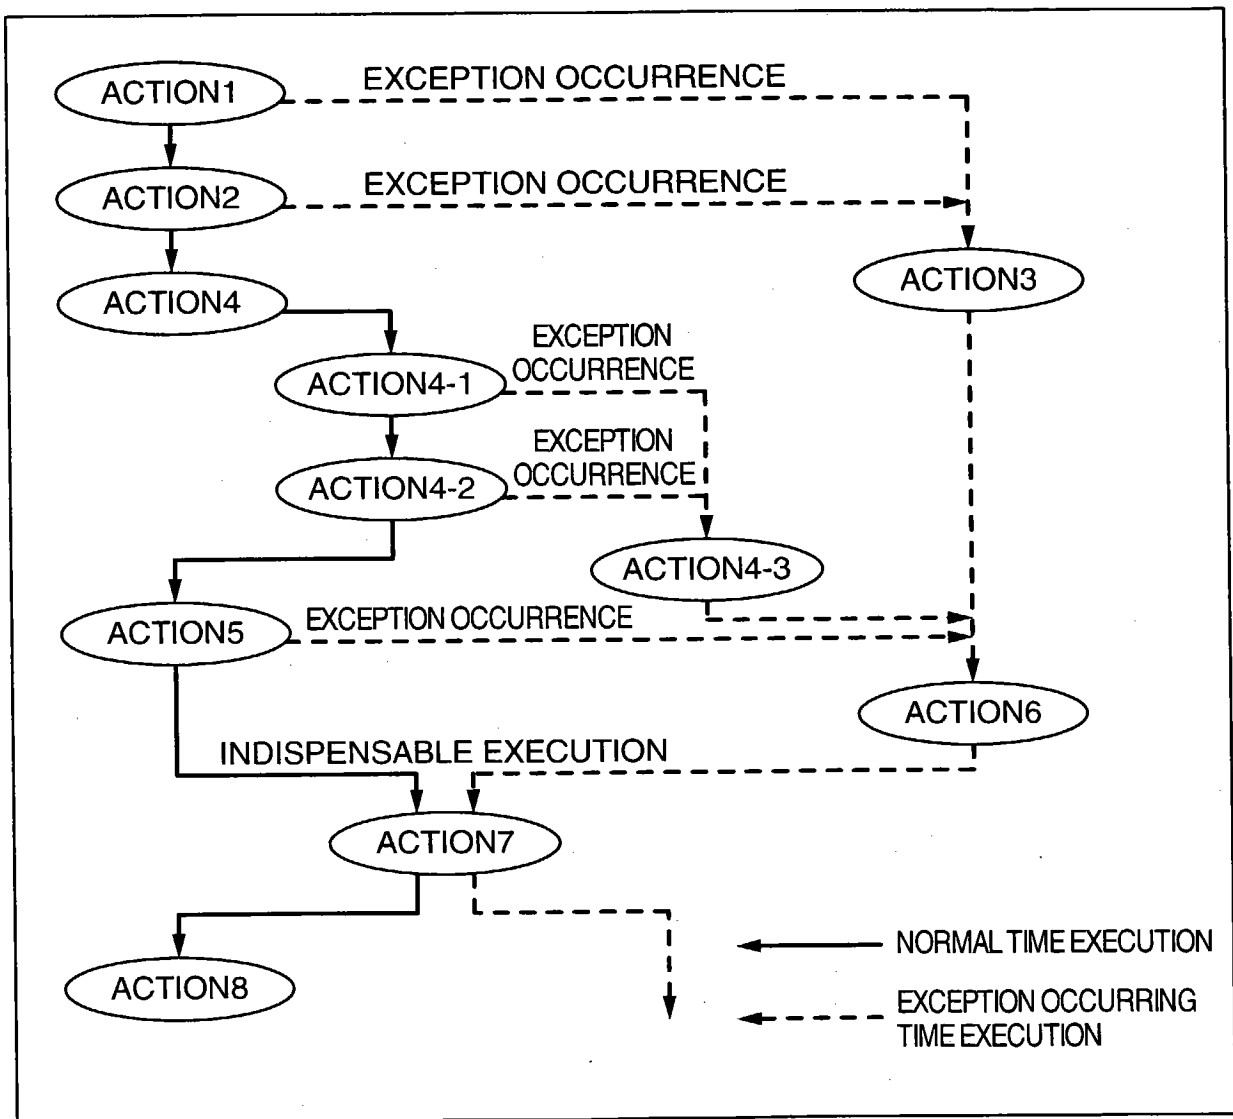 ACTION1
EXCEPTION OCCURRENCE
ACTION2
EXCEPTION OCCURRENCE
ACTION3
ACTION4
EXCEPTION
OCCURRENCE
ACTION4-1
EXCEPTION
OCCURRENCE
ACTION4-2
ACTION4-3
ACTION5
EXCEPTION OCCURRENCE
ACTION6
INDISPENSABLE EXECUTION
ACTION7
ACTION8
NORMAL TIME EXECUTION
EXCEPTION OCCURRING
TIME EXECUTION